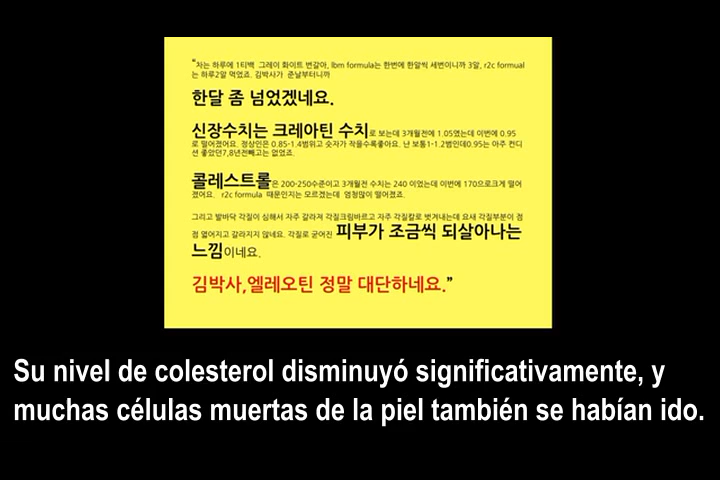 “차는 하루에 1티백 그레이 화이트 번갈아, lbm formula는 한번에 한알씩 세번이니까 3알, r2c formual
는 하루2알 먹었죠. 김박사가 준날부터니까
한달 좀 넘었겠네요.
신장수치는 크레아틴 수치로 보는데 3개월전에 1.05였는데 이번에 0.95
로 떨어졌어요. 정상인은 0.85-1.4범위고 숫자가 작을수록좋아요. 난 보통1-1.2범인데0.95는 아주 컨디
션 좋았던7,8년전빼고는 없었죠.
콜레스트롤은 200-250수준이고 3개월전 수치는 240 이었는데 이번에 170으로크게 떨어
졌어요. r2c formula 때문인지는 모르겠는데 엄청많이 떨어졌죠.
그리고 발바닥 각질이 심해서 자주 갈라져 각질크림바르고 자주 각질칼로 벗겨내는데 요새 각질부분이 점
점 엷어지고 갈라지지 않네요. 각질로 굳어진 피부가 조금씩 되살아나는
느낌이네요.
김박사,엘레오틴 정말 대단하네요.”
Su nivel de colesterol disminuyó significativamente, y
muchas células muertas de la piel también se habían ido.